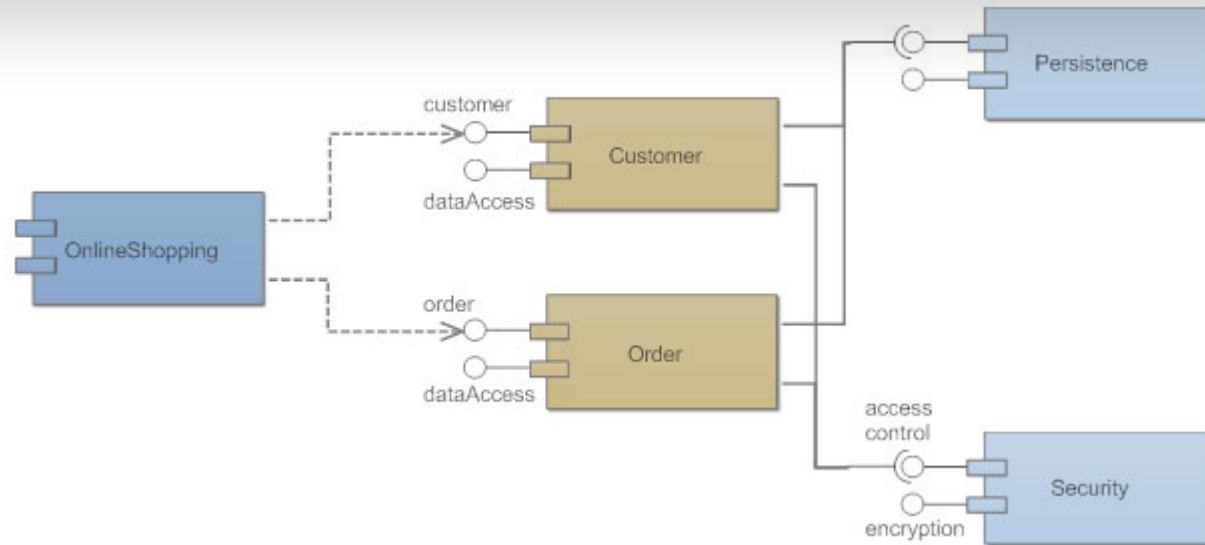 Persistence
customer
Customer
dataAccess
OnlineShopping
order
Order
dataAccess
access
control
Security
encryption